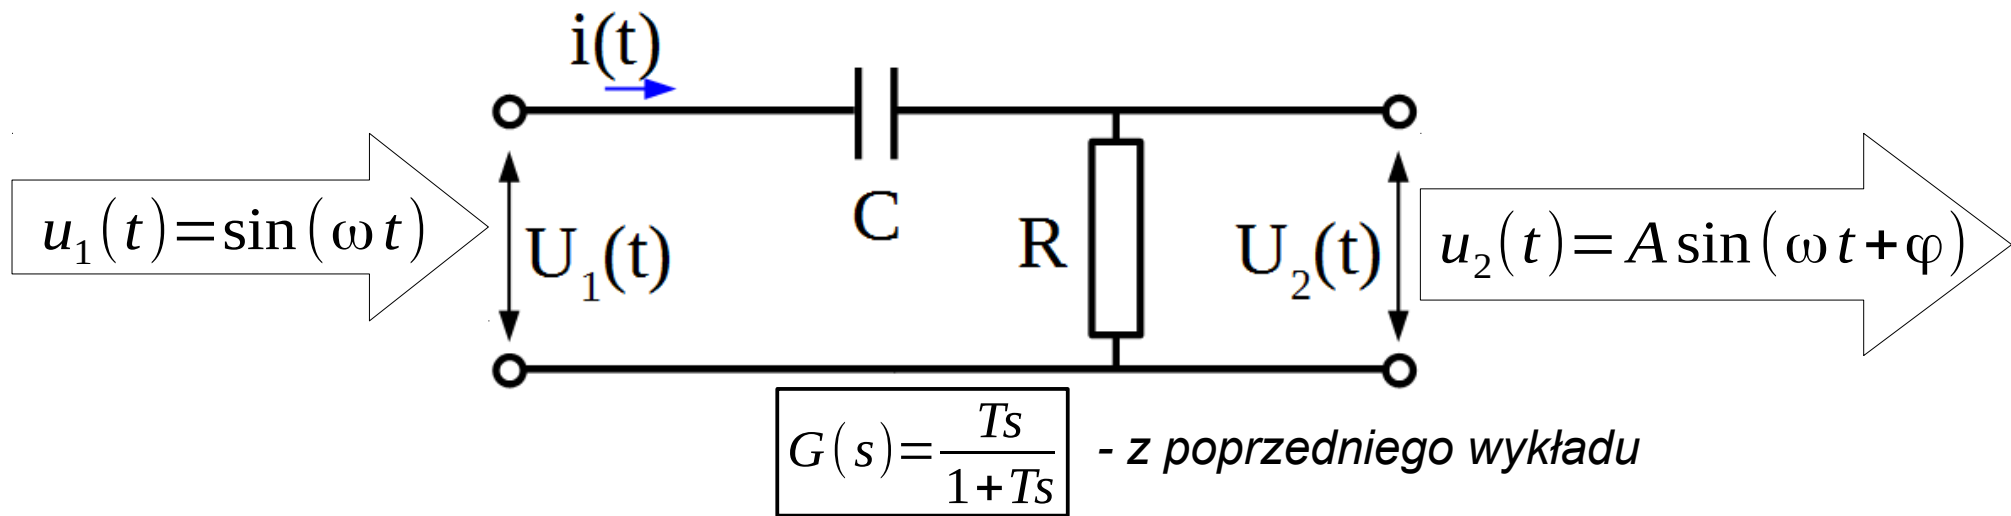 i(t)
C
R
u₁(t)=sin(ωt)
U₁(t)
U₂(t)
u₂(t)=A sin(ωt+φ)
G(s)=Ts/(1+Ts) - z poprzedniego wykładu